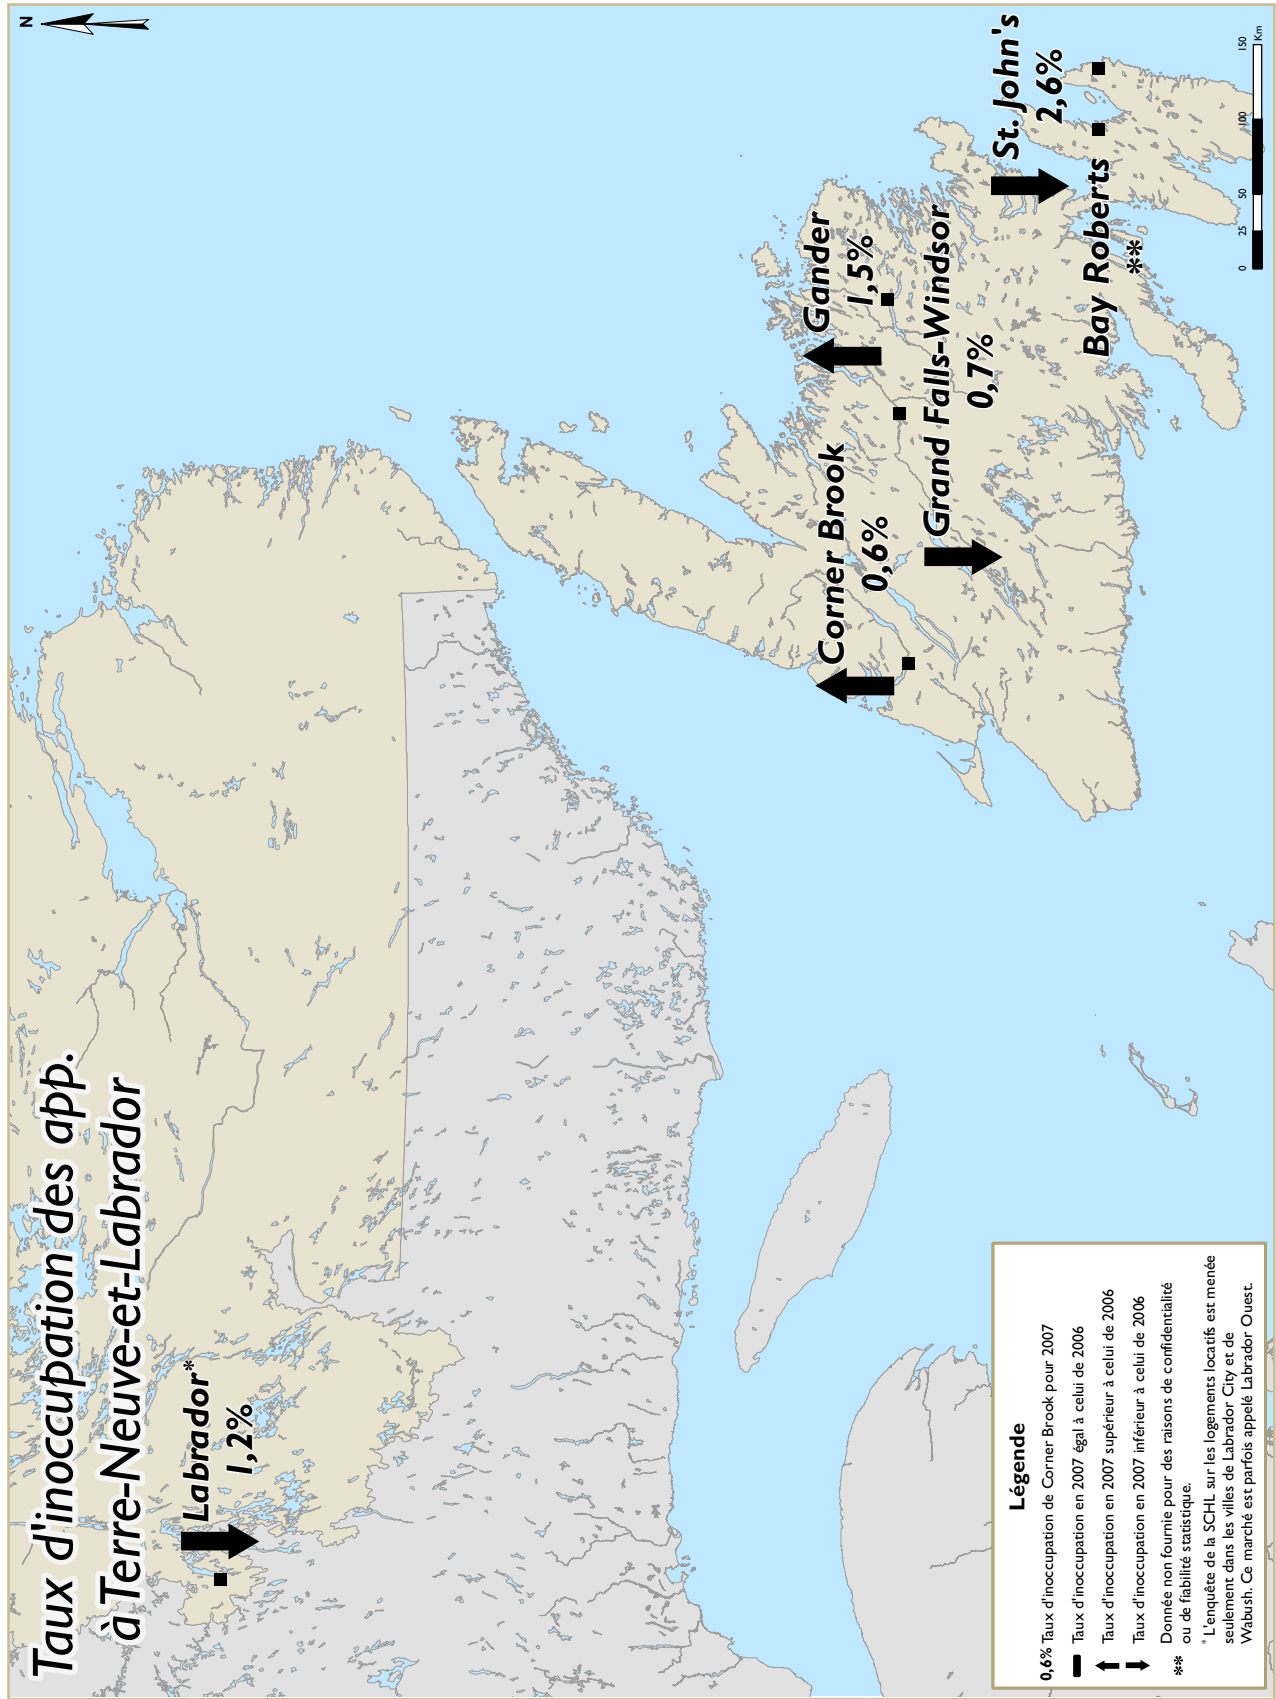 Taux d'inoccupation des app.
à Terre-Neuve-et-Labrador
N
Labrador*
1,2%
Corner Brook
0,6%
Gander
1,5%
Grand Falls-Windsor
0,7%
St. John's
2,6%
Bay Roberts
**
Légende
0,6% Taux d'inoccupation de Corner Brook pour 2007
Taux d'inoccupation en 2007 égal à celui de 2006
Taux d'inoccupation en 2007 supérieur à celui de 2006
Taux d'inoccupation en 2007 inférieur à celui de 2006
** Donnée non fournie pour des raisons de confidentialité
ou de fiabilité statistique.
* L'enquête de la SCHL sur les logements locatifs est menée
seulement dans les villes de Labrador City et de
Wabush. Ce marché est parfois appelé Labrador Ouest.
0 25 50 100 150
Km